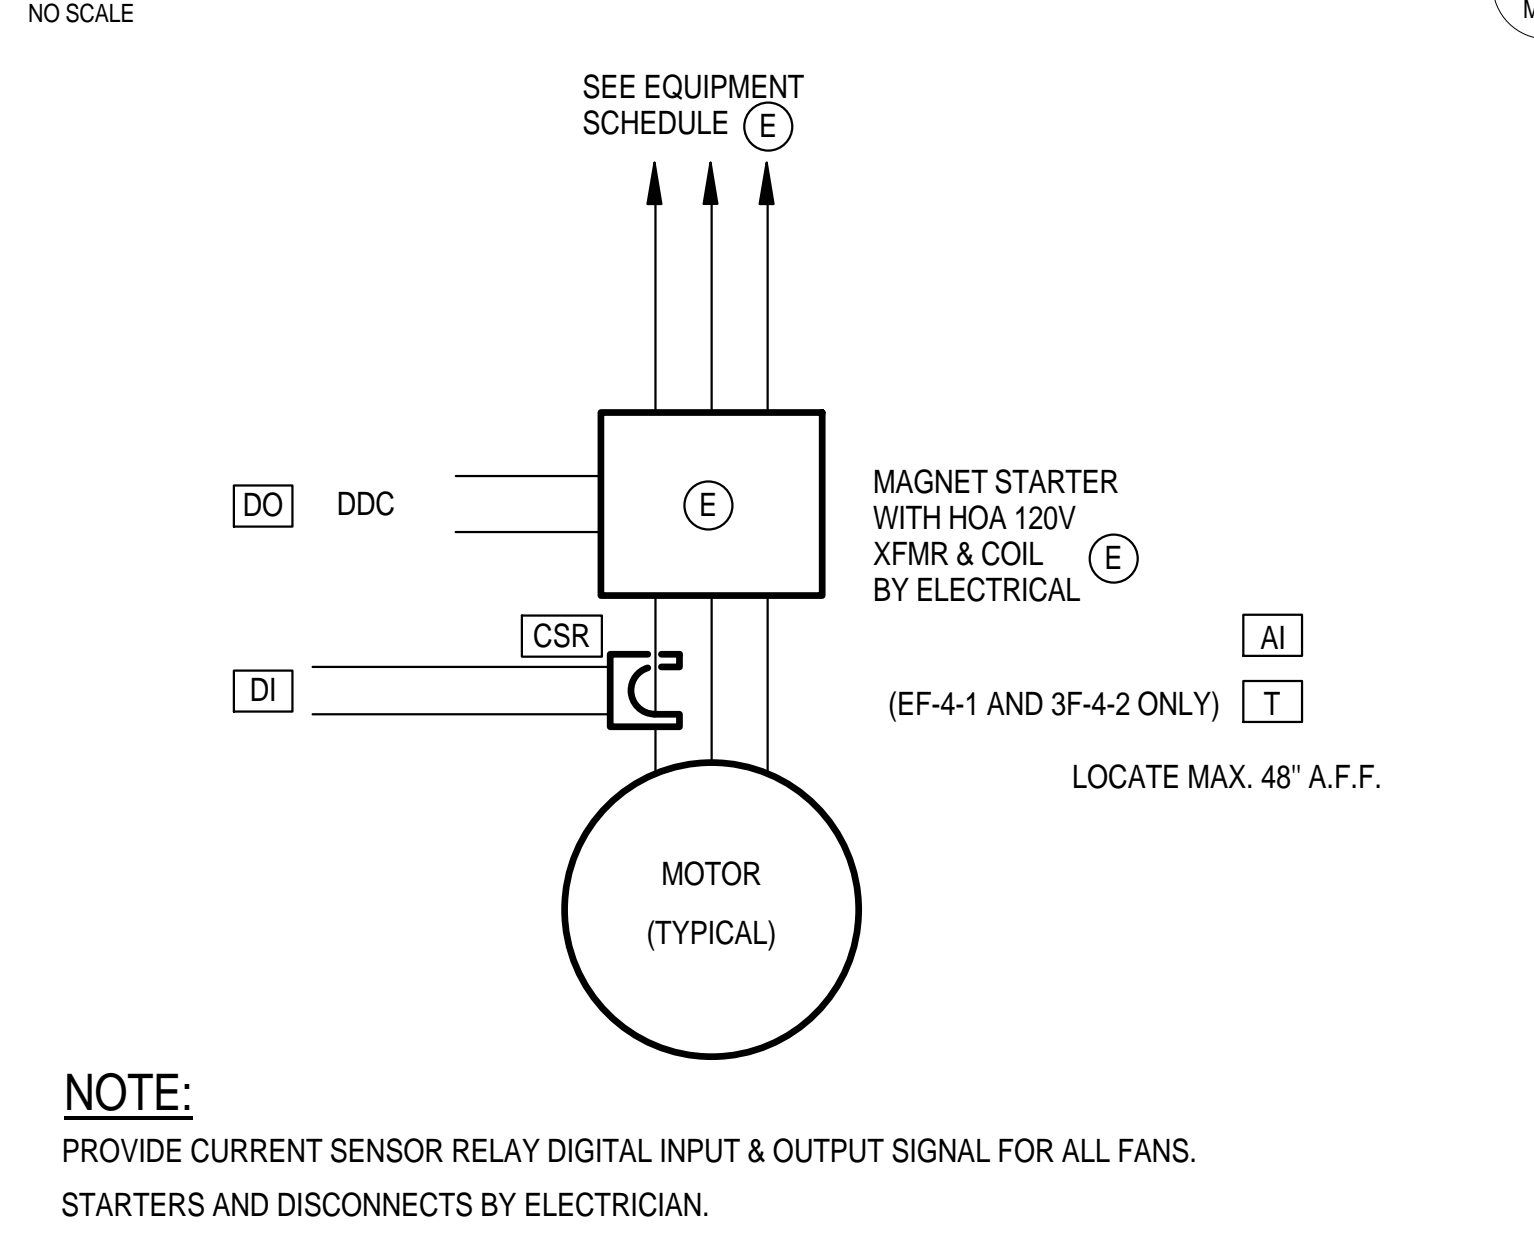 NO SCALE
M
SEE EQUIPMENT
SCHEDULE E
DO DDC
E
MAGNET STARTER
WITH HOA 120V
XFMR & COIL E
BY ELECTRICAL
CSR
AI
DI
(EF-4-1 AND 3F-4-2 ONLY) T
LOCATE MAX. 48" A.F.F.
MOTOR
(TYPICAL)
NOTE:
PROVIDE CURRENT SENSOR RELAY DIGITAL INPUT & OUTPUT SIGNAL FOR ALL FANS.
STARTERS AND DISCONNECTS BY ELECTRICIAN.